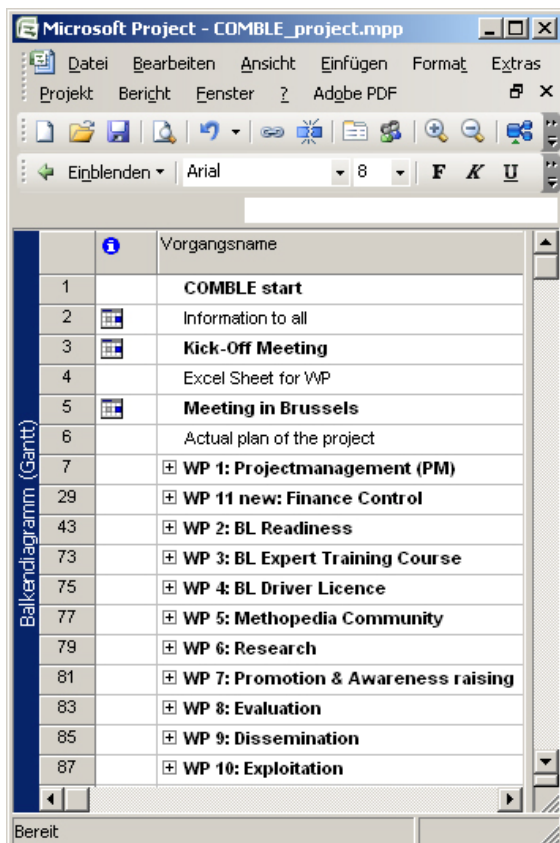 Microsoft Project - COMBLE_project.mpp
Datei Bearbeiten Ansicht Einfügen Format Extras
Projekt Bericht Fenster ? Adobe PDF
Einblenden Arial 8 F K U
Vorgangsname
1 COMBLE start
2 Information to all
3 Kick-Off Meeting
4 Excel Sheet for WP
5 Meeting in Brussels
6 Actual plan of the project
7 WP 1: Projectmanagement (PM)
29 WP 11 new: Finance Control
43 WP 2: BL Readiness
73 WP 3: BL Expert Training Course
75 WP 4: BL Driver Licence
77 WP 5: Methopedia Community
79 WP 6: Research
81 WP 7: Promotion & Awareness raising
83 WP 8: Evaluation
85 WP 9: Dissemination
87 WP 10: Exploitation
Balkendiagramm (Gantt)
Bereit